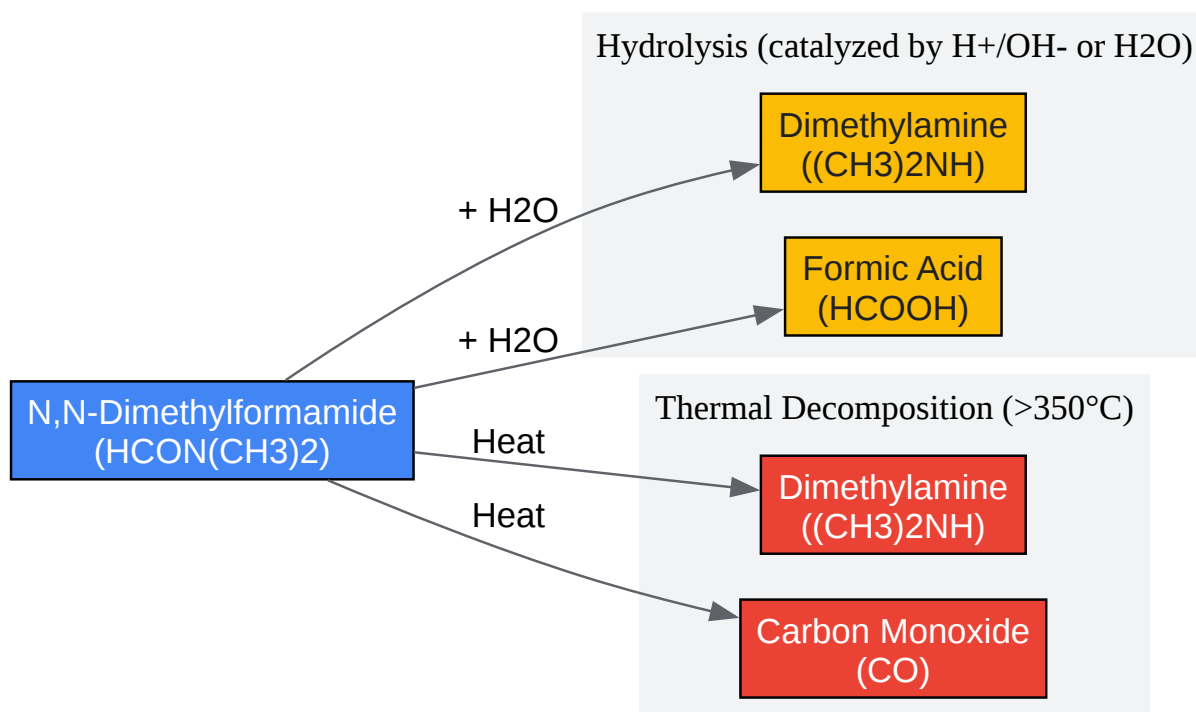 Hydrolysis (catalyzed by H+/OH- or H2O)
Dimethylamine
((CH3)2NH)
+ H2O
Formic Acid
(HCOOH)
+ H2O
N,N-Dimethylformamide
(HCON(CH3)2)
Thermal Decomposition (>350°C)
Heat
Dimethylamine
((CH3)2NH)
Heat
Carbon Monoxide
(CO)